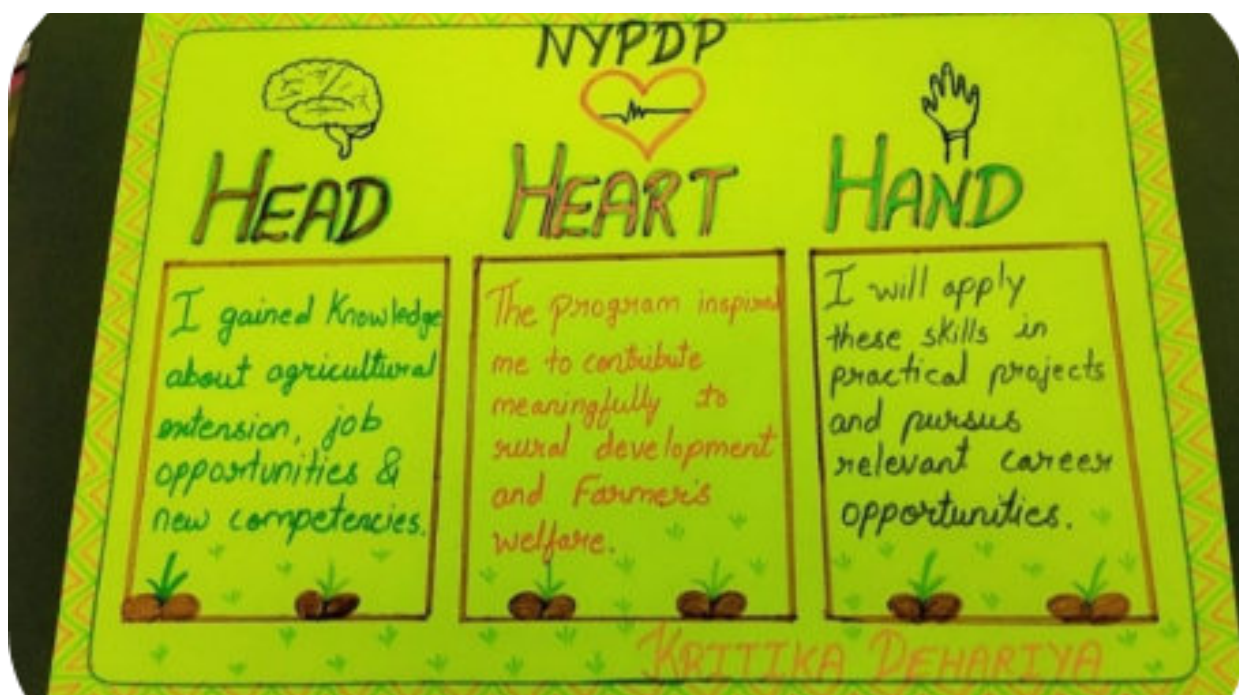 NYPDP
HEAD
I gained Knowledge
about agricultural
extension, job
opportunities &
new competencies.
HEART
The program inspired
me to contibute
meaningfully to
rural development
and Farmer's
welfare.
HAND
I will apply
these skills in
practical projects
and pursus
relevant career
opportunities.
KRITIKA DEHARIYA